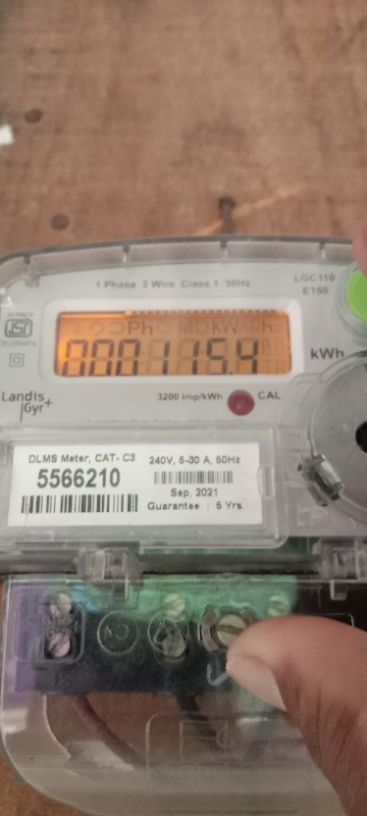 1 Phase 2 Wire Class 1 50Hz
LGC110
E150
0001115.4
kWh
Landis
Gyr+
3200 imp/kWh
CAL
DLMS Meter, CAT- C3
5566210
240V, 5-30 A, 50Hz
Sep, 2021
Guarantee : 5 Yrs.